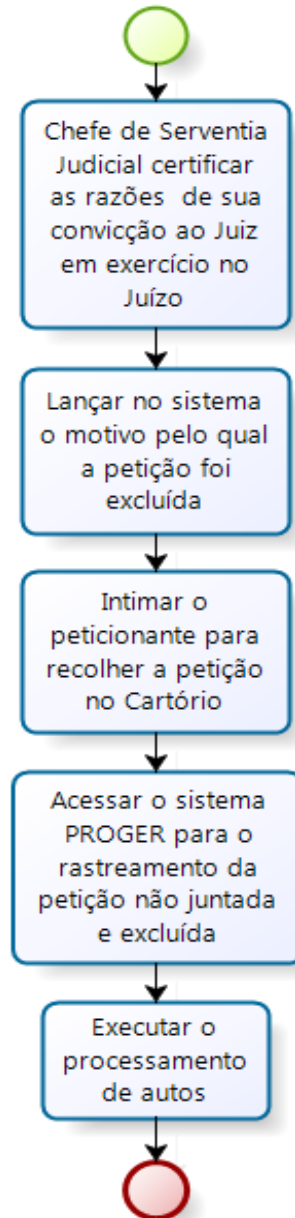 Chefe de Serventia
Judicial certificar
as razões de sua
convicção ao Juiz
em exercício no
Juízo
Lançar no sistema
o motivo pelo qual
a petição foi
excluída
Intimar o
peticionante para
recolher a petição
no Cartório
Acessar o sistema
PROGER para o
rastreamento da
petição não juntada
e excluída
Executar o
processamento
de autos